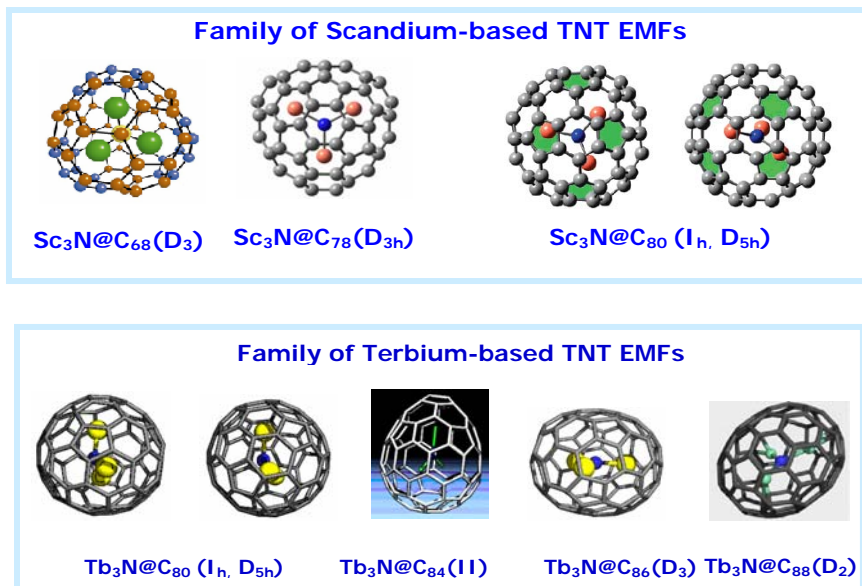 Family of Scandium-based TNT EMFs
Sc₃N@C₆₈(D₃) Sc₃N@C₇₈(D₃ₕ) Sc₃N@C₈₀ (Iₕ, D₅ₕ)
Family of Terbium-based TNT EMFs
Tb₃N@C₈₀ (Iₕ, D₅ₕ) Tb₃N@C₈₄(II) Tb₃N@C₈₆(D₃) Tb₃N@C₈₈(D₂)